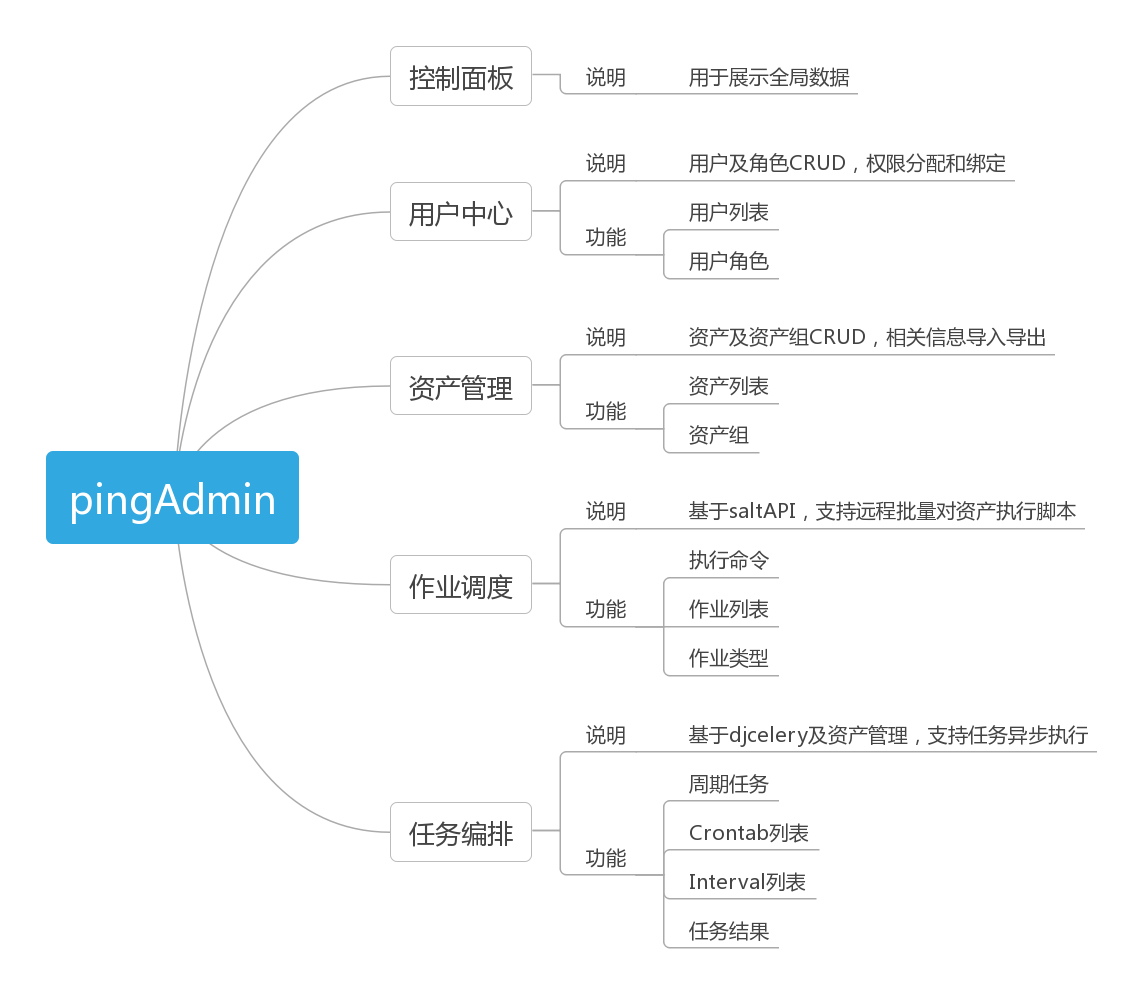 pingAdmin
控制面板
说明
用于展示全局数据
用户中心
说明
用户及角色CRUD，权限分配和绑定
功能
用户列表
用户角色
资产管理
说明
资产及资产组CRUD，相关信息导入导出
功能
资产列表
资产组
作业调度
说明
基于saltAPI，支持远程批量对资产执行脚本
功能
执行命令
作业列表
作业类型
任务编排
说明
基于djcelery及资产管理，支持任务异步执行
功能
周期任务
Crontab列表
Interval列表
任务结果